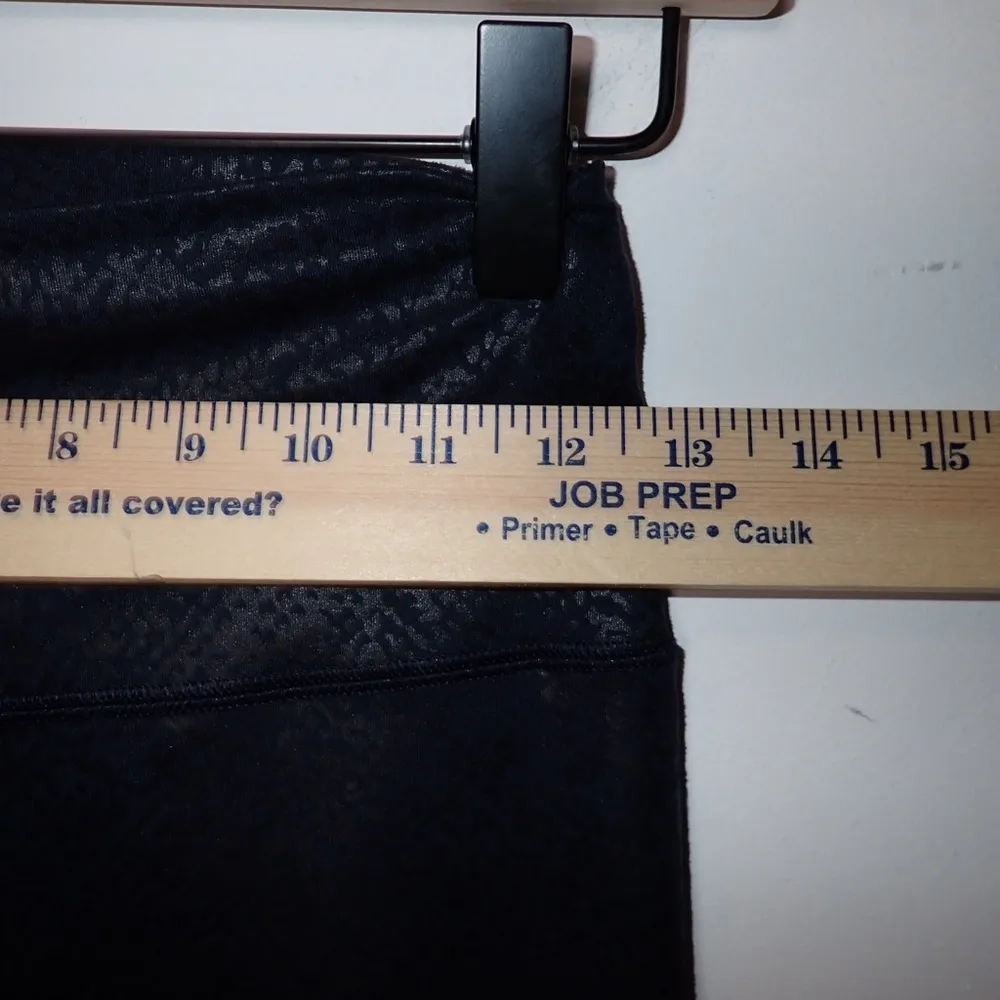 8 9 10 11 12 13 14 15
e it all covered?
JOB PREP
• Primer • Tape • Caulk